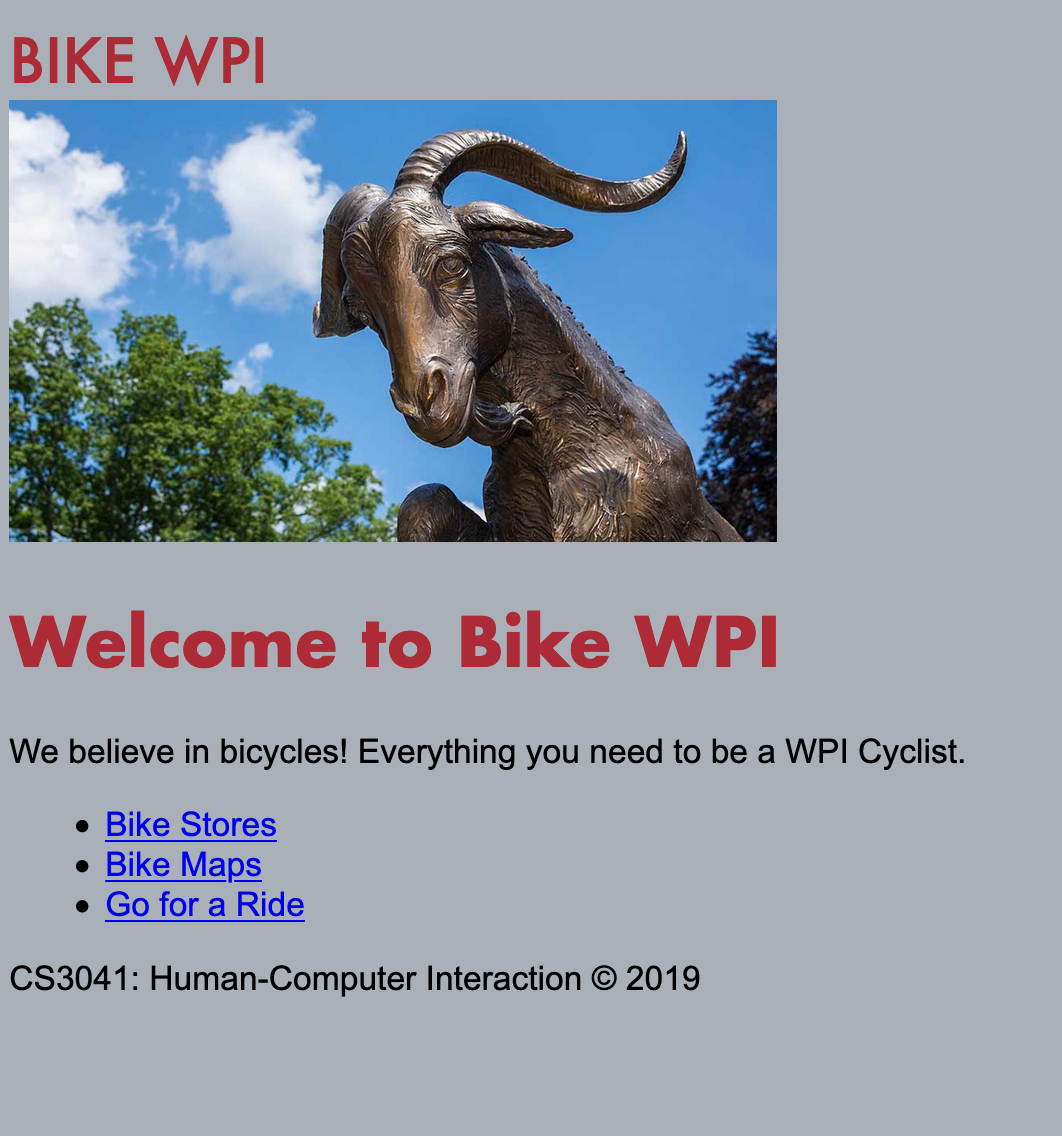 BIKE WPI
Welcome to Bike WPI
We believe in bicycles! Everything you need to be a WPI Cyclist.
• Bike Stores
• Bike Maps
• Go for a Ride
CS3041: Human-Computer Interaction © 2019